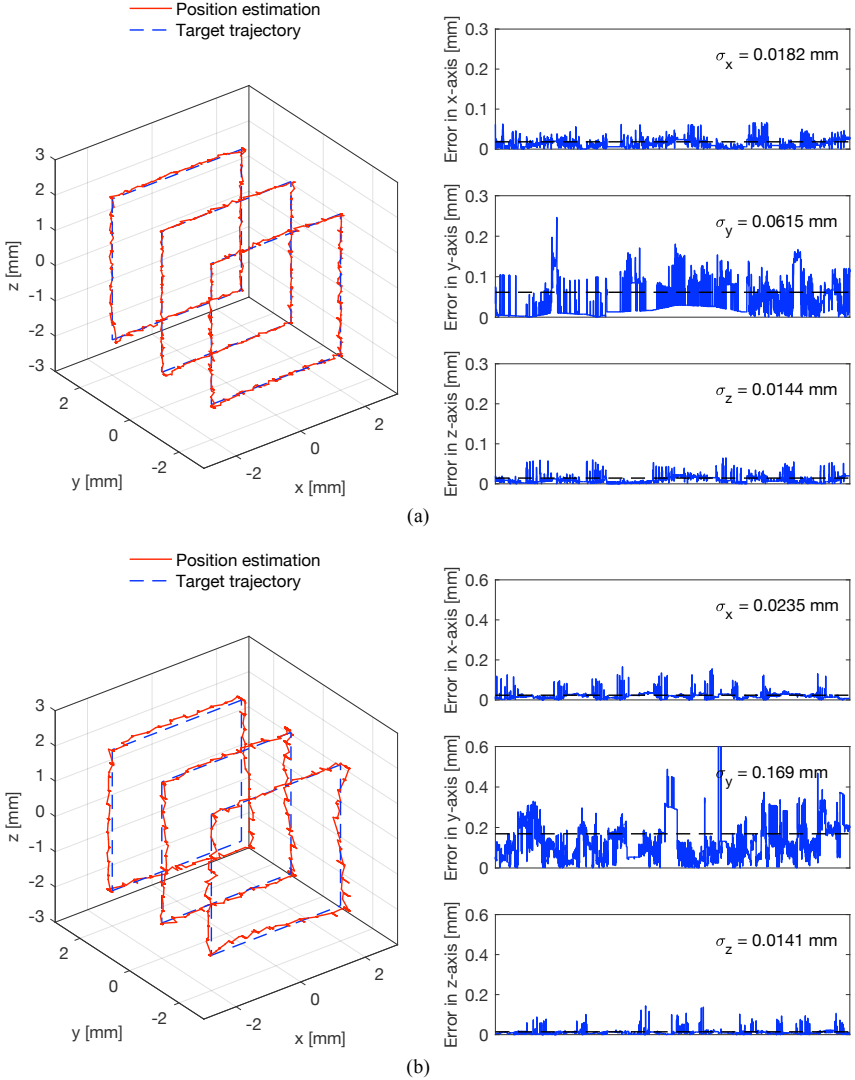 Position estimation
Target trajectory
3
2
1
0
-1
-2
-3
z [mm]
2
0
-2
y [mm]
-2
0
2
x [mm]
0.3
0.2
0.1
0
Error in x-axis [mm]
σx = 0.0182 mm
0.3
0.2
0.1
0
Error in y-axis [mm]
σy = 0.0615 mm
0.3
0.2
0.1
0
Error in z-axis [mm]
σz = 0.0144 mm
(a)
Position estimation
Target trajectory
3
2
1
0
-1
-2
-3
z [mm]
2
0
-2
y [mm]
-2
0
2
x [mm]
0.6
0.4
0.2
0
Error in x-axis [mm]
σx = 0.0235 mm
0.6
0.4
0.2
0
Error in y-axis [mm]
σy = 0.169 mm
0.6
0.4
0.2
0
Error in z-axis [mm]
σz = 0.0141 mm
(b)